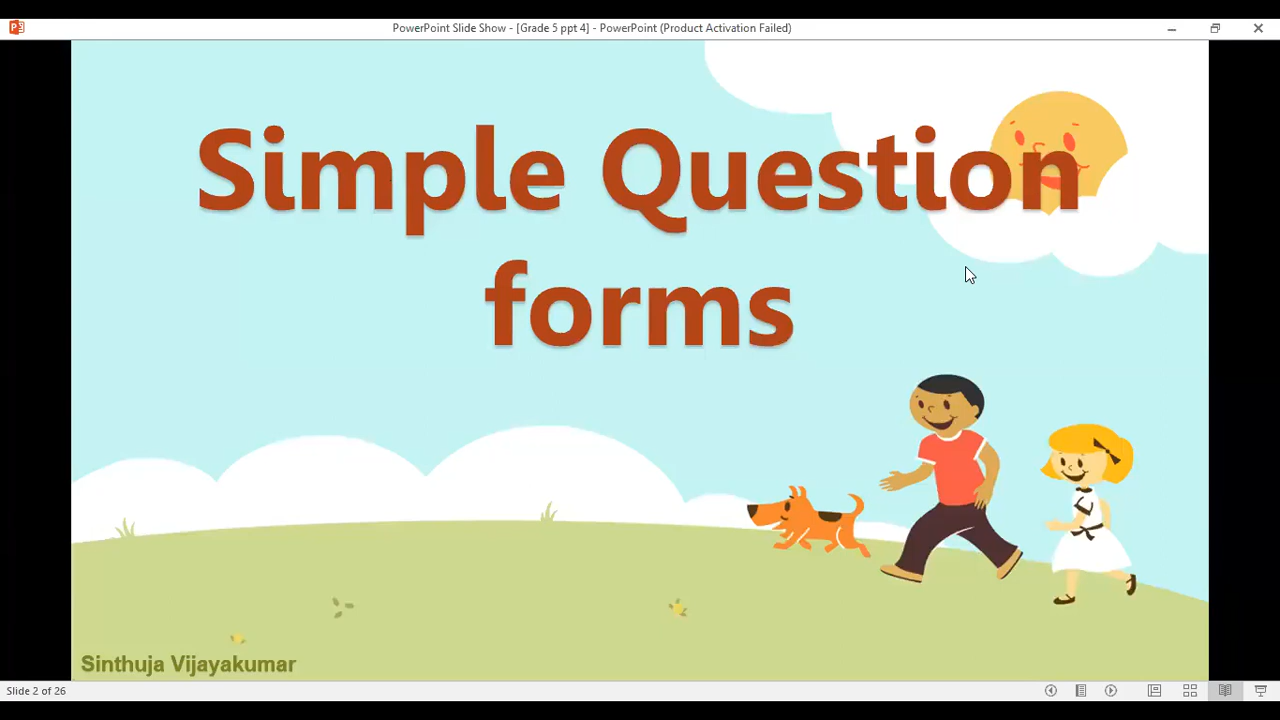 PowerPoint Slide Show - [Grade 5 ppt 4] - PowerPoint (Product Activation Failed)
Simple Question
forms
Sinthuja Vijayakumar
Slide 2 of 26